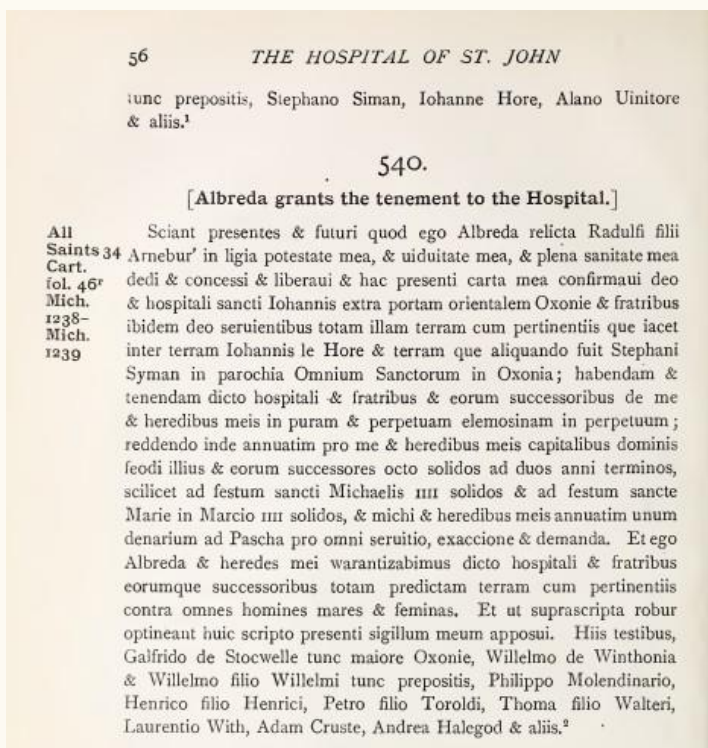 56 THE HOSPITAL OF ST. JOHN
tunc prepositis, Stephano Siman, Iohanne Hore, Alano Uinitore
& aliis.¹
540.
[Albreda grants the tenement to the Hospital.]
All
Saints 34
Cart.
fol. 46ʳ
Mich.
1238–
Mich.
1239
Sciant presentes & futuri quod ego Albreda relicta Radulfi filii
Arnebur' in ligia potestate mea, & uiduitate mea, & plena sanitate mea
dedi & concessi & liberaui & hac presenti carta mea confirmaui deo
& hospitali sancti Iohannis extra portam orientalem Oxonie & fratribus
ibidem deo seruientibus totam illam terram cum pertinentiis que iacet
inter terram Iohannis le Hore & terram que aliquando fuit Stephani
Syman in parochia Omnium Sanctorum in Oxonia; habendam &
tenendam dicto hospitali & fratribus & eorum successoribus de me
& heredibus meis in puram & perpetuam elemosinam in perpetuum;
reddendo inde annuatim pro me & heredibus meis capitalibus dominis
feodi illius & eorum successores octo solidos ad duos anni terminos,
scilicet ad festum sancti Michaelis IIII solidos & ad festum sancte
Marie in Marcio IIII solidos, & michi & heredibus meis annuatim unum
denarium ad Pascha pro omni seruitio, exaccione & demanda. Et ego
Albreda & heredes mei warantizabimus dicto hospitali & fratribus
eorumque successoribus totam predictam terram cum pertinentiis
contra omnes homines mares & feminas. Et ut suprascripta robur
optineant huic scripto presenti sigillum meum apposui. Hiis testibus,
Galfrido de Stocwelle tunc maiore Oxonie, Willelmo de Winthonia
& Willelmo filio Willelmi tunc prepositis, Philippo Molendinario,
Henrico filio Henrici, Petro filio Toroldi, Thoma filio Walteri,
Laurentio With, Adam Cruste, Andrea Halegod & aliis.²